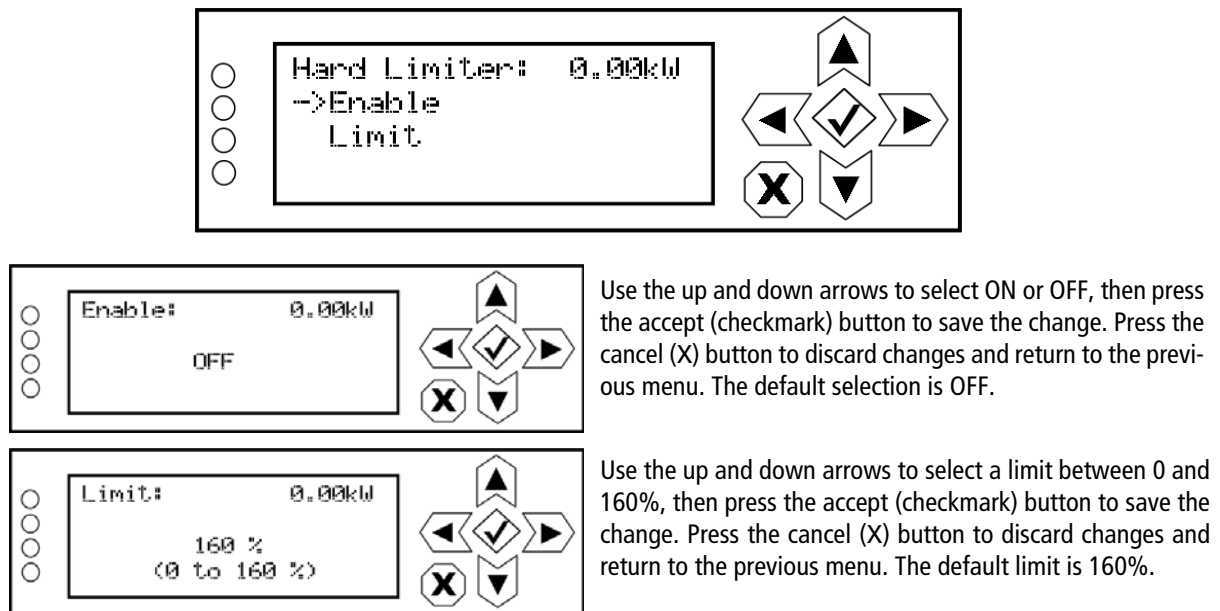 Hard Limiter: 0.00kW
->Enable
Limit
X
Enable: 0.00kW
OFF
X
Use the up and down arrows to select ON or OFF, then press
the accept (checkmark) button to save the change. Press the
cancel (X) button to discard changes and return to the previ-
ous menu. The default selection is OFF.
Limit: 0.00kW
160 %
(0 to 160 %)
X
Use the up and down arrows to select a limit between 0 and
160%, then press the accept (checkmark) button to save the
change. Press the cancel (X) button to discard changes and
return to the previous menu. The default limit is 160%.